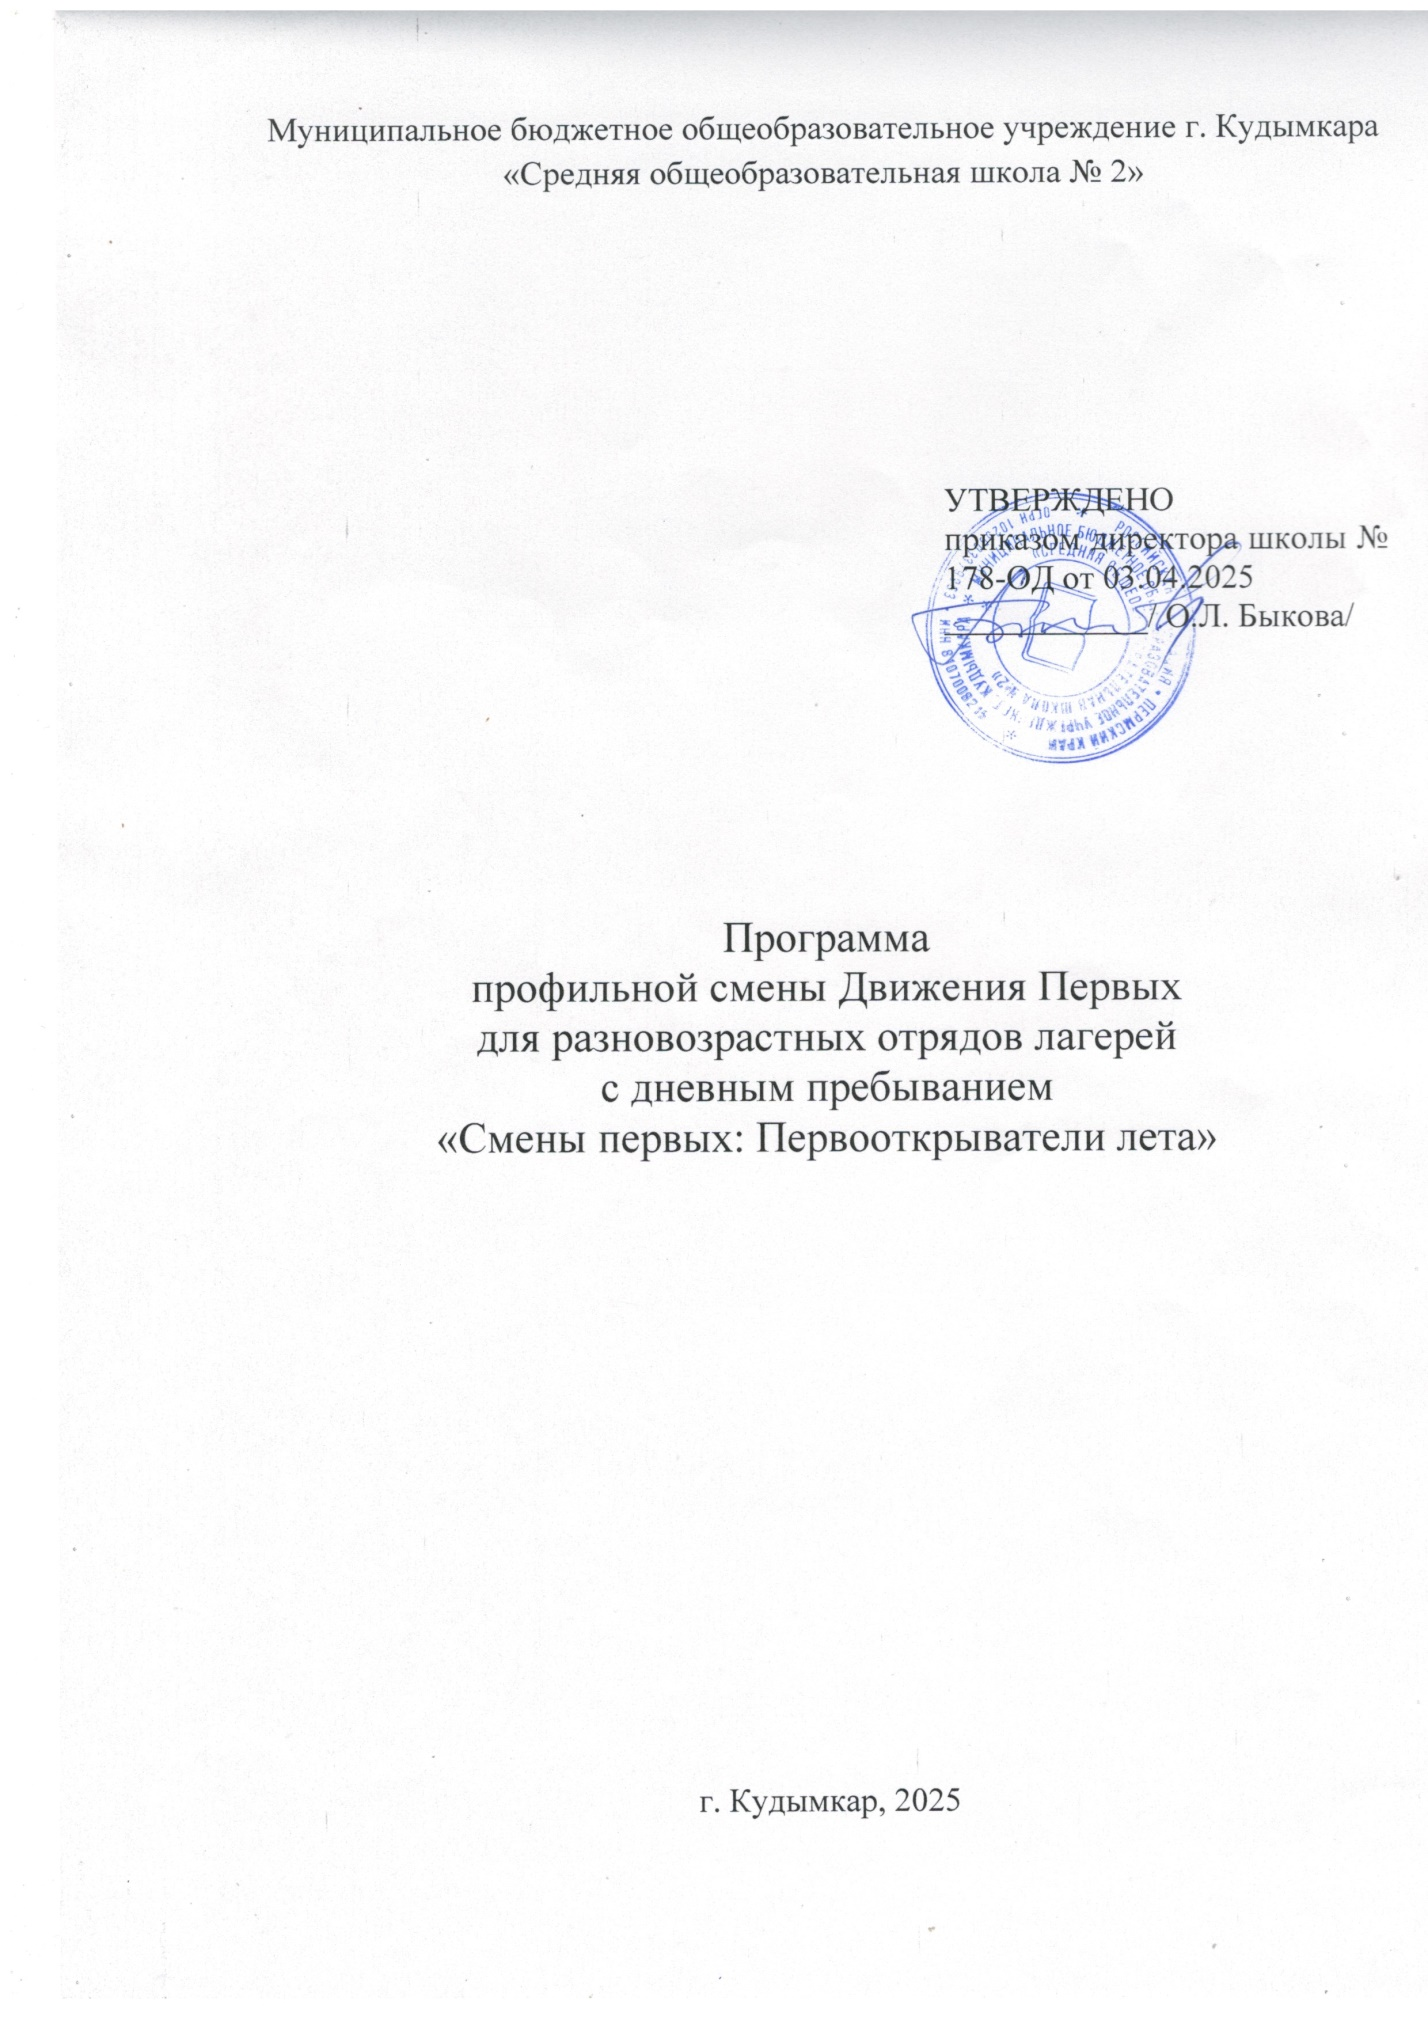 Муниципальное бюджетное общеобразовательное учреждение г. Кудымкара
«Средняя общеобразовательная школа № 2»
УТВЕРЖДЕНО
приказом директора школы №
178-ОД от 03.04.2025
/ О.Л. Быкова/
ПЕРМСКИЙ КРАЙ
Программа
профильной смены Движения Первых
для разновозрастных отрядов лагерей
с дневным пребыванием
«Смены первых: Первооткрыватели лета»
г. Кудымкар, 2025